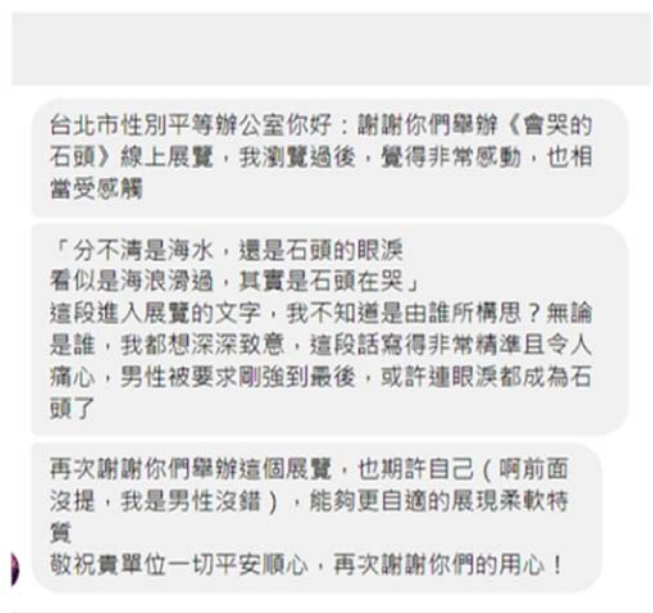 台北市性別平等辦公室你好：謝謝你們舉辦《會哭的
石頭》線上展覽，我瀏覽過後，覺得非常感動，也相
當受感觸
「分不清是海水，還是石頭的眼淚
看似是海浪滑過，其實是石頭在哭」
這段進入展覽的文字，我不知道是由誰所構思？無論
是誰，我都想深深致意，這段話寫得非常精準且令人
痛心，男性被要求剛強到最後，或許連眼淚都成為石
頭了
再次謝謝你們舉辦這個展覽，也期許自己（啊前面
沒提，我是男性沒錯），能夠更自適的展現柔軟特
質
敬祝貴單位一切平安順心，再次謝謝你們的用心！